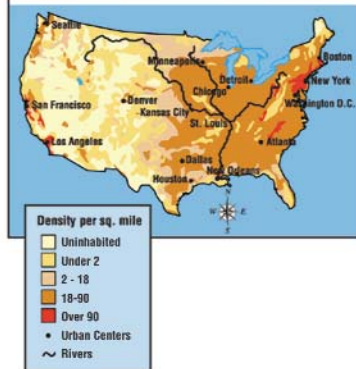 Seattle
Minneapolis
Boston
Detroit
New York
Chicago
Washington D.C.
San Francisco
Denver
Kansas City
St. Louis
Los Angeles
Atlanta
Dallas
New Orleans
Houston
N
W E
S
Density per sq. mile
Uninhabited
Under 2
2 - 18
18-90
Over 90
Urban Centers
Rivers